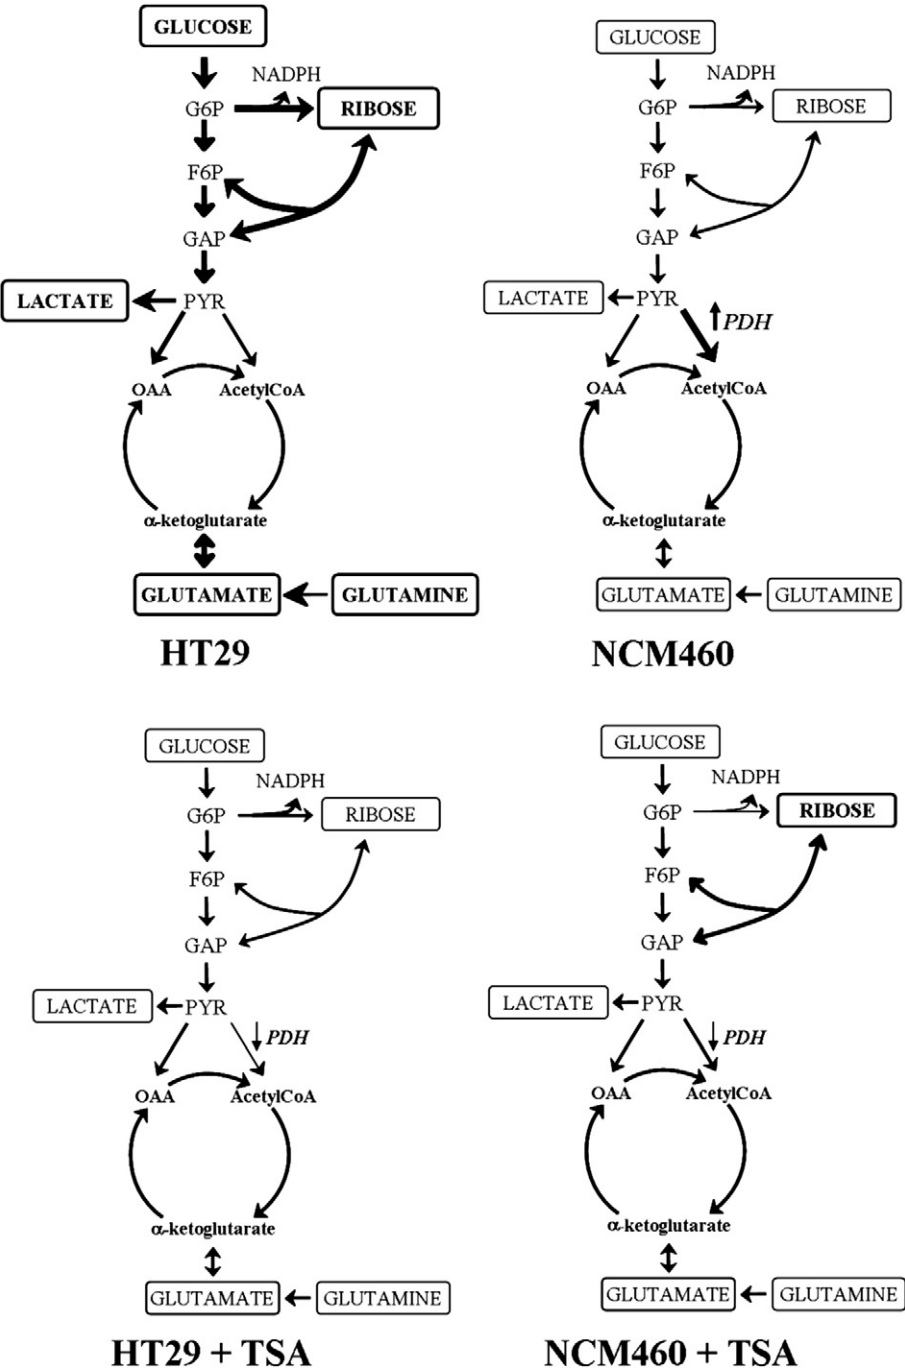 GLUCOSE
NADPH
G6P
RIBOSE
F6P
GAP
LACTATE
PYR
OAA
AcetylCoA
α-ketoglutarate
GLUTAMATE
GLUTAMINE
HT29
GLUCOSE
NADPH
G6P
RIBOSE
F6P
GAP
LACTATE
PYR
PDH
OAA
AcetylCoA
α-ketoglutarate
GLUTAMATE
GLUTAMINE
NCM460
GLUCOSE
NADPH
G6P
RIBOSE
F6P
GAP
LACTATE
PYR
PDH
OAA
AcetylCoA
α-ketoglutarate
GLUTAMATE
GLUTAMINE
HT29 + TSA
GLUCOSE
NADPH
G6P
RIBOSE
F6P
GAP
LACTATE
PYR
PDH
OAA
AcetylCoA
α-ketoglutarate
GLUTAMATE
GLUTAMINE
NCM460 + TSA